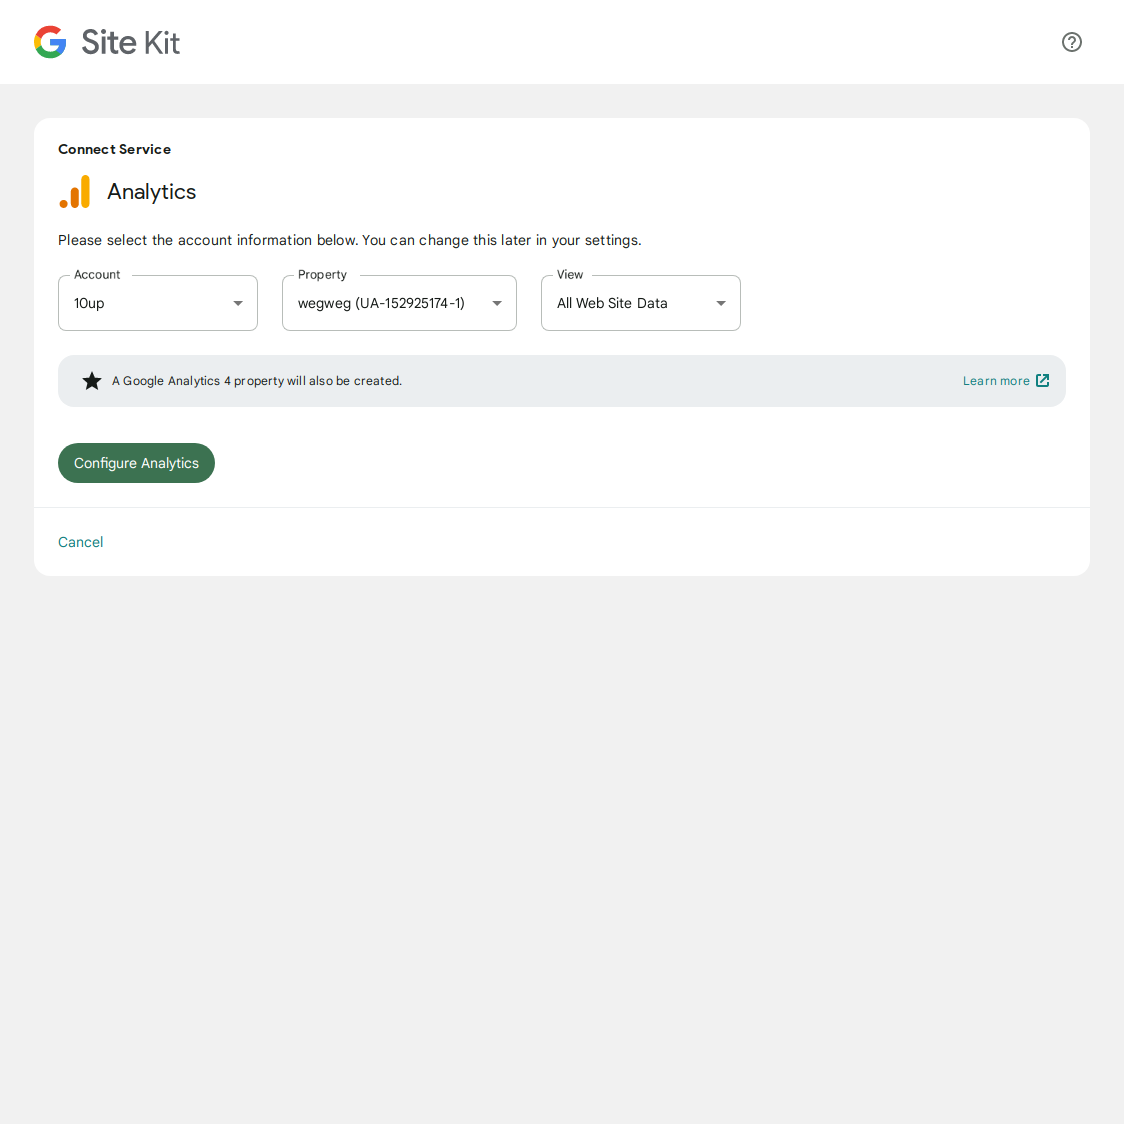 Site Kit
Connect Service
Analytics
Please select the account information below. You can change this later in your settings.
Account
10up
Property
wegweg (UA-152925174-1)
View
All Web Site Data
A Google Analytics 4 property will also be created.
Learn more
Configure Analytics
Cancel